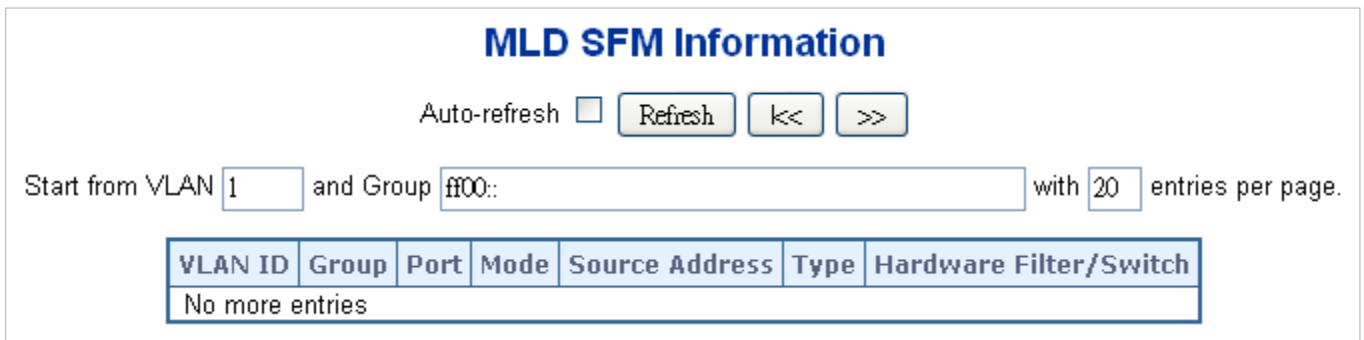 MLD SFM Information
Auto-refresh Refresh |<< >>
Start from VLAN 1 and Group ff00:: with 20 entries per page.
VLAN ID Group Port Mode Source Address Type Hardware Filter/Switch
No more entries